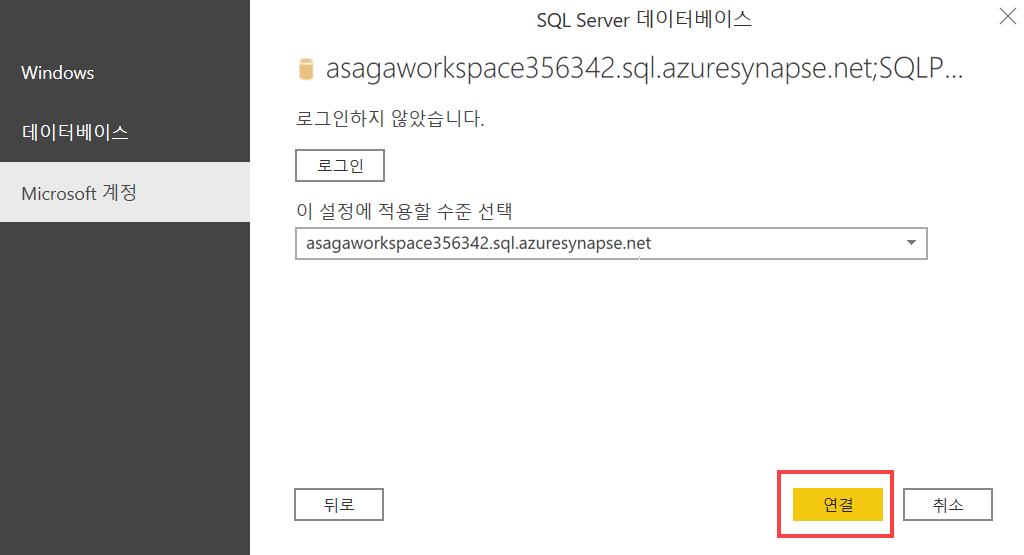 SQL Server 데이터베이스
Windows
데이터베이스
Microsoft 계정
asagaworkspace356342.sql.azuresynapse.net;SQLP...
로그인하지 않았습니다.
로그인
이 설정에 적용할 수준 선택
asagaworkspace356342.sql.azuresynapse.net
뒤로
연결
취소